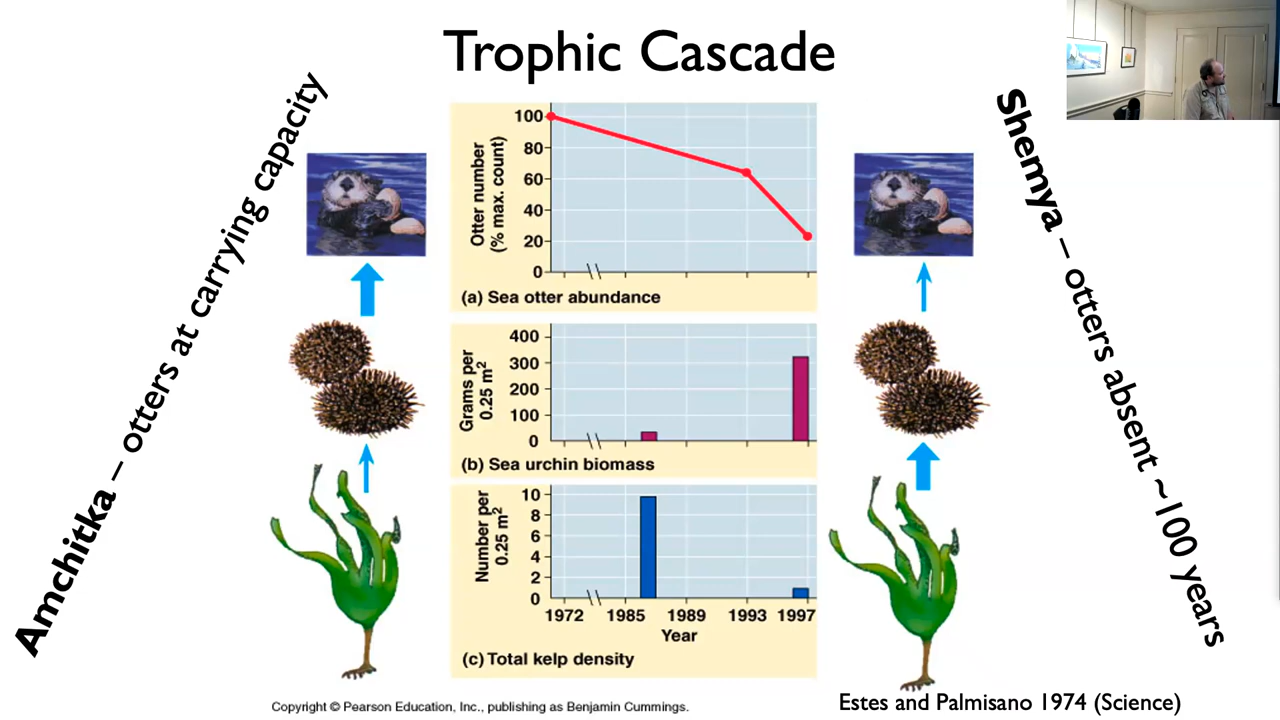 Trophic Cascade
Amchitka – otters at carrying capacity
Shemya – otters absent ~100 years
Otter number
(% max. count)
100
80
60
40
20
0
(a) Sea otter abundance
Grams per
0.25 m²
400
300
200
100
0
(b) Sea urchin biomass
Number per
0.25 m²
10
8
6
4
2
0
1972 1985 1989 1993 1997
Year
(c) Total kelp density
Copyright © Pearson Education, Inc., publishing as Benjamin Cummings.
Estes and Palmisano 1974 (Science)